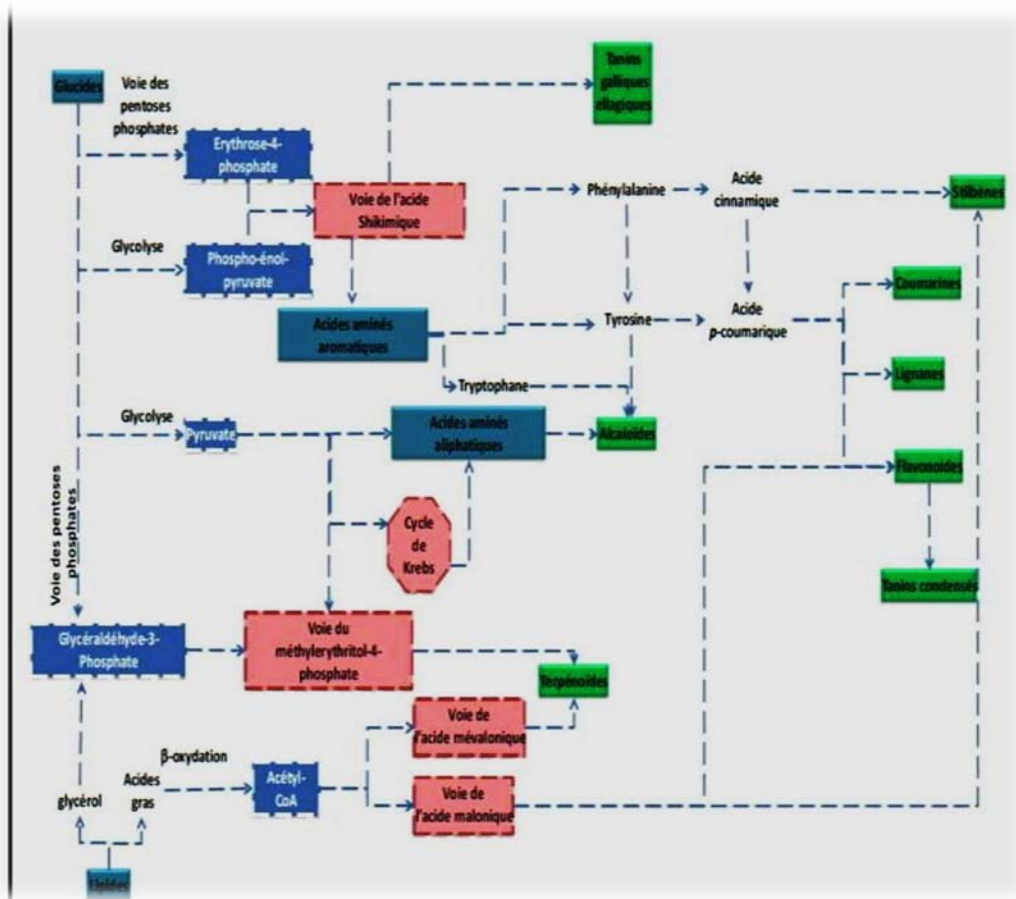 Glucides
Voie des
pentoses
phosphates
Erythrose-4-
phosphate
Tanins
galliques
ellagiques
Voie de l'acide
Shikimique
Phénylalanine
Acide
cinnamique
Stilbènes
Glycolyse
Phospho-énol-
pyruvate
Coumarines
Acides aminés
aromatiques
Tyrosine
Acide
p-coumarique
Lignanes
Tryptophane
Glycolyse
Pyruvate
Acides aminés
aliphatiques
Alcaloïdes
Flavonoïdes
Voie des pentoses
phosphates
Cycle
de
Krebs
Tanins condensés
Glycéraldéhyde-3-
Phosphate
Voie du
méthylerythritol-4-
phosphate
Terpénoïdes
Voie de
l'acide mévalonique
β-oxydation
Acétyl-
CoA
glycérol
Acides
gras
Voie de
l'acide malonique
Lipides